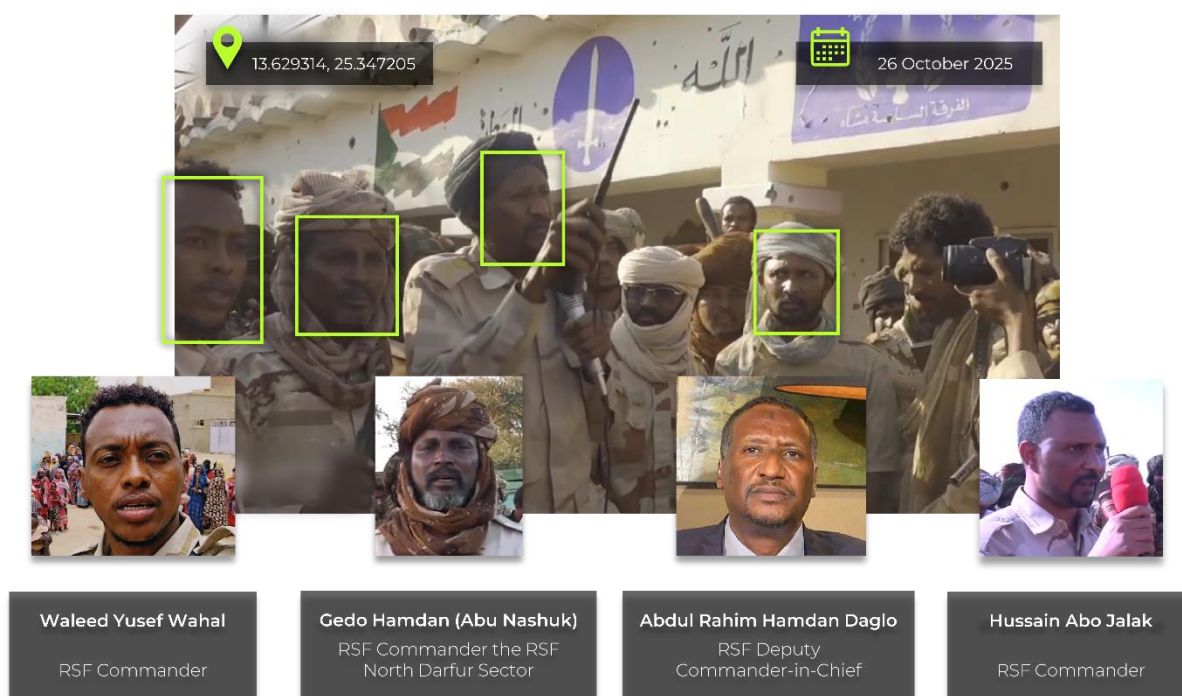 13.629314, 25.347205
26 October 2025
الله
الفرقة السادسة مشاه
Waleed Yusef Wahal
RSF Commander
Gedo Hamdan (Abu Nashuk)
RSF Commander the RSF
North Darfur Sector
Abdul Rahim Hamdan Daglo
RSF Deputy
Commander-in-Chief
Hussain Abo Jalak
RSF Commander